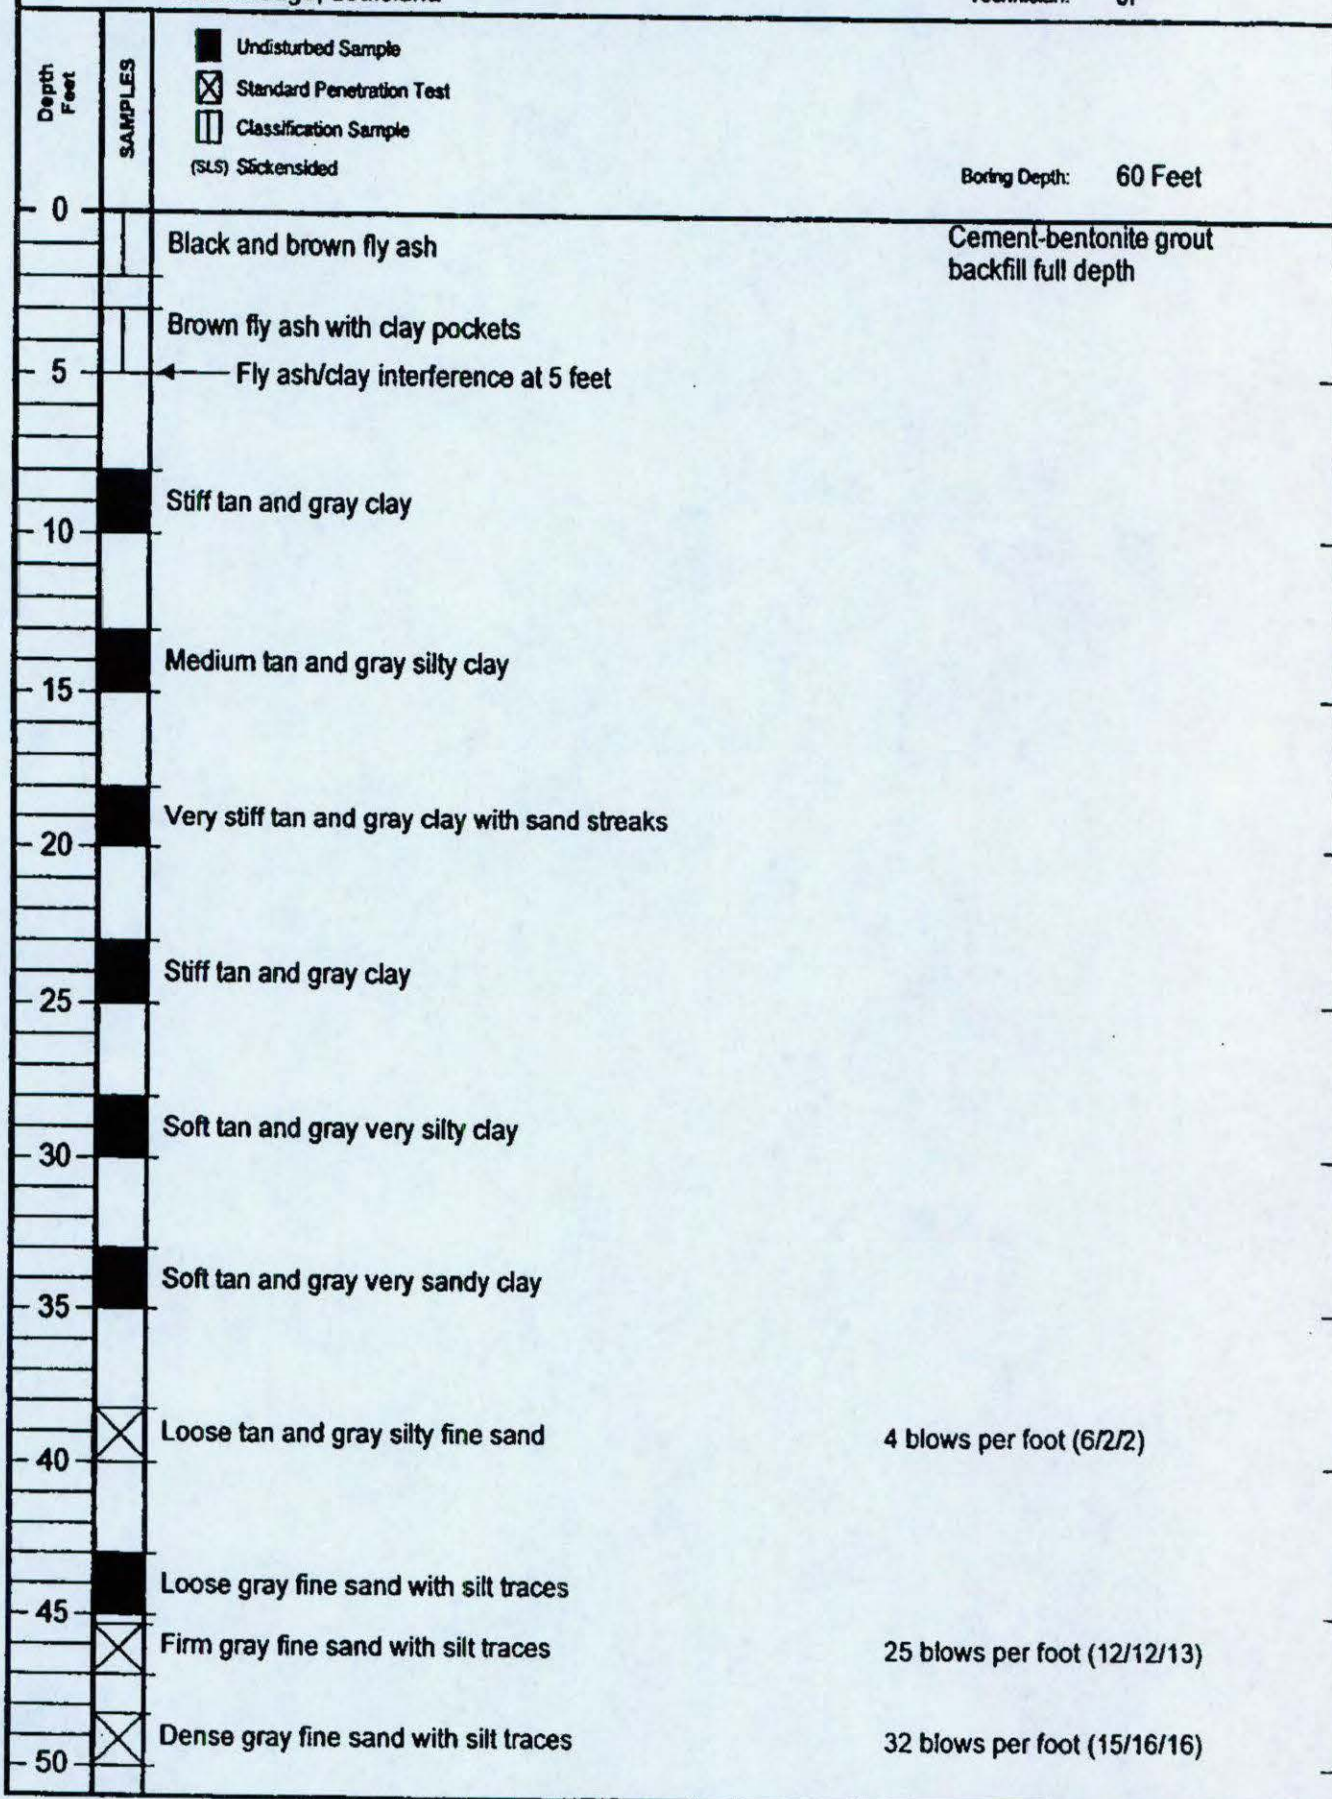 Depth
Feet
SAMPLES
Undisturbed Sample
Standard Penetration Test
Classification Sample
(SLS) Slickensided
Boring Depth: 60 Feet
0
Black and brown fly ash
Cement-bentonite grout
backfill full depth
Brown fly ash with clay pockets
5
Fly ash/clay interference at 5 feet
Stiff tan and gray clay
10
Medium tan and gray silty clay
15
Very stiff tan and gray clay with sand streaks
20
Stiff tan and gray clay
25
Soft tan and gray very silty clay
30
Soft tan and gray very sandy clay
35
Loose tan and gray silty fine sand 4 blows per foot (6/2/2)
40
Loose gray fine sand with silt traces
45
Firm gray fine sand with silt traces 25 blows per foot (12/12/13)
Dense gray fine sand with silt traces 32 blows per foot (15/16/16)
50